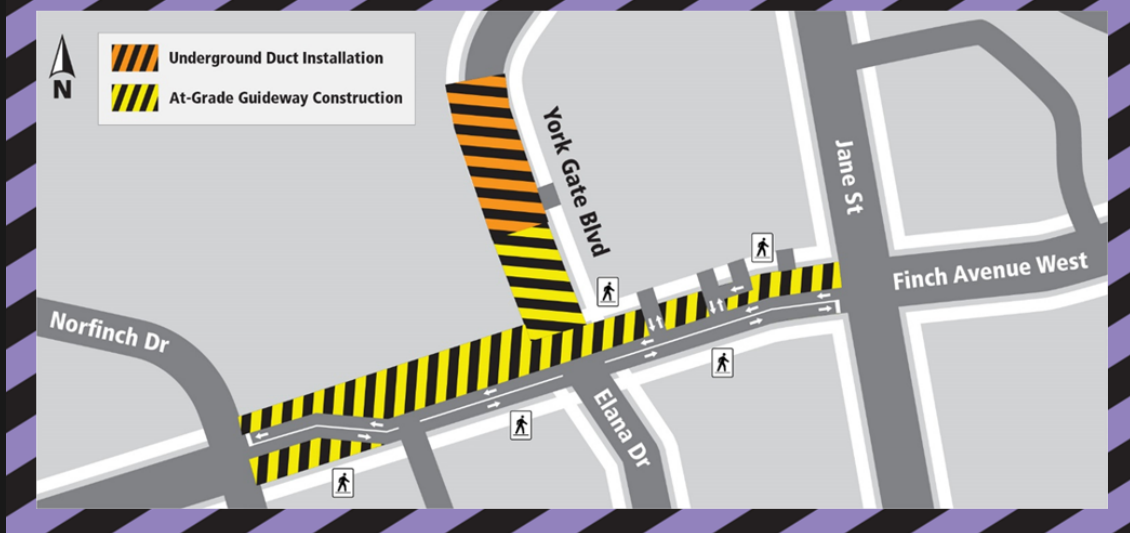 N
Underground Duct Installation
At-Grade Guideway Construction
York Gate Blvd
Jane St
Finch Avenue West
Norfinch Dr
Elana Dr